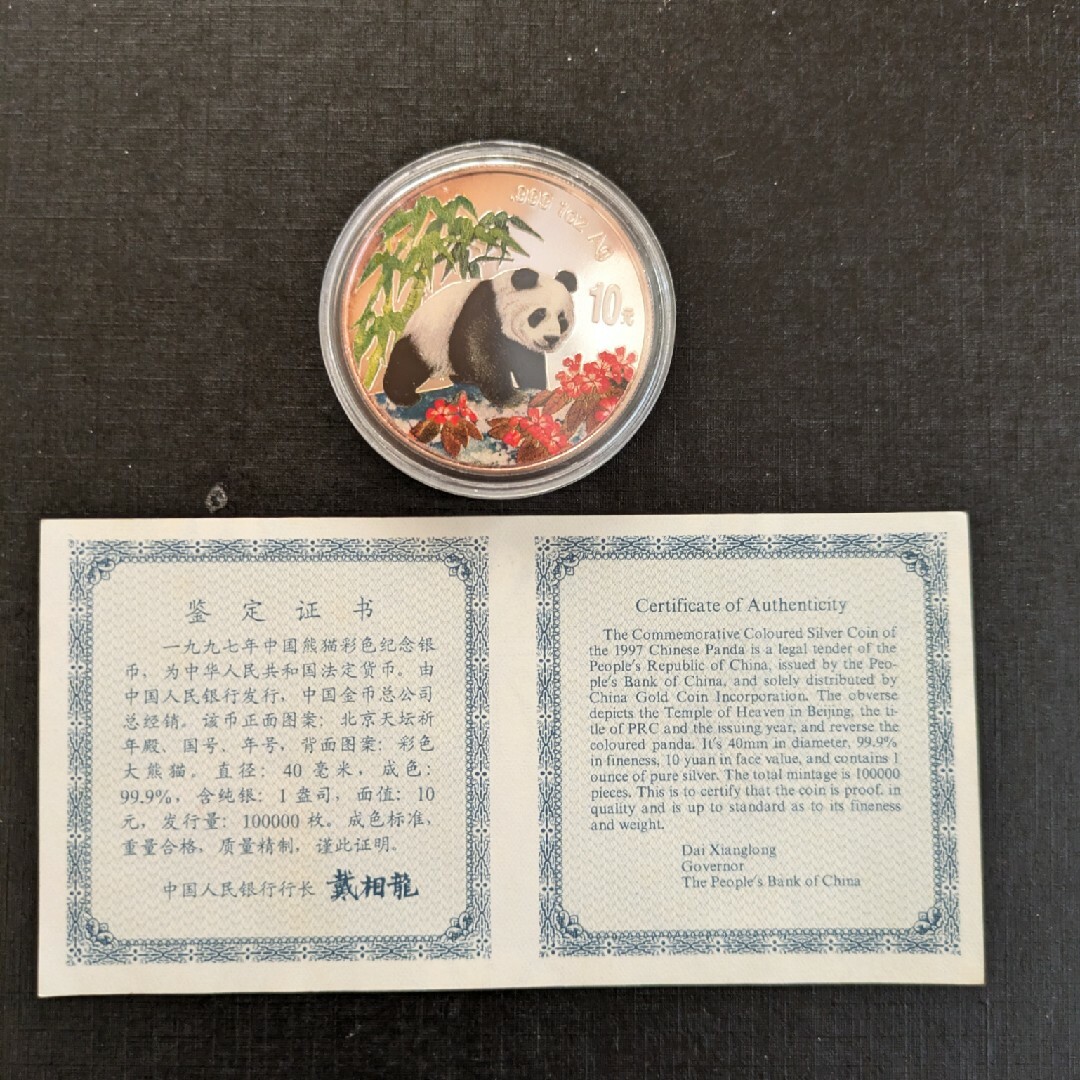 .999 1oz Ag
10元
鉴定证书
一九九七年中国熊猫彩色纪念银
币，为中华人民共和国法定货币。由
中国人民银行发行，中国金币总公司
总经销。该币正面图案：北京天坛祈
年殿、国号、年号，背面图案：彩色
大熊猫。直径：40毫米，成色：
99.9%，含纯银：1盎司，面值：10
元，发行量：100000枚。成色标准，
重量合格，质量精制，谨此证明。
中国人民银行行长 戴相龍
Certificate of Authenticity
The Commemorative Coloured Silver Coin of
the 1997 Chinese Panda is a legal tender of the
People's Republic of China, issued by the Peo-
ple's Bank of China, and solely distributed by
China Gold Coin Incorporation. The obverse
depicts the Temple of Heaven in Beijing, the ti-
tle of PRC and the issuing year, and reverse the
coloured panda. It's 40mm in diameter, 99.9%
in fineness, 10 yuan in face value, and contains 1
ounce of pure silver. The total mintage is 100000
pieces. This is to certify that the coin is proof. in
quality and is up to standard as to its fineness
and weight.
Dai Xianglong
Governor
The People's Bank of China